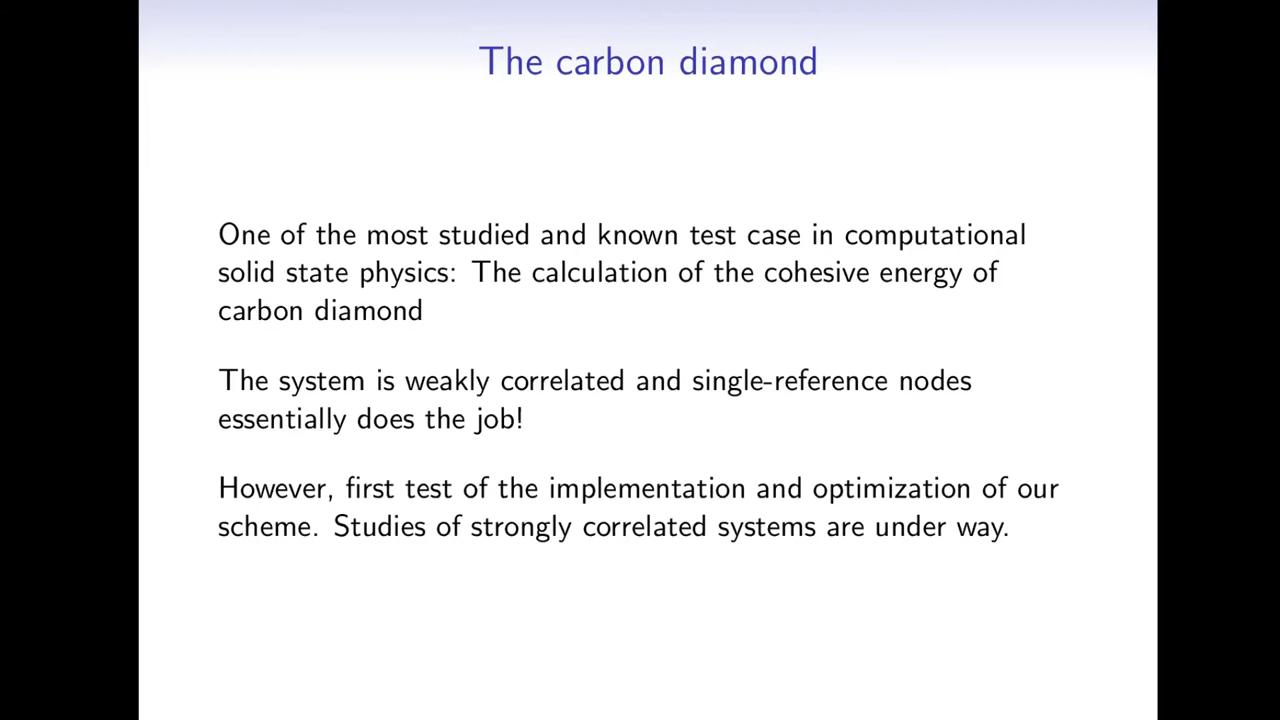 The carbon diamond
One of the most studied and known test case in computational
solid state physics: The calculation of the cohesive energy of
carbon diamond
The system is weakly correlated and single-reference nodes
essentially does the job!
However, first test of the implementation and optimization of our
scheme. Studies of strongly correlated systems are under way.